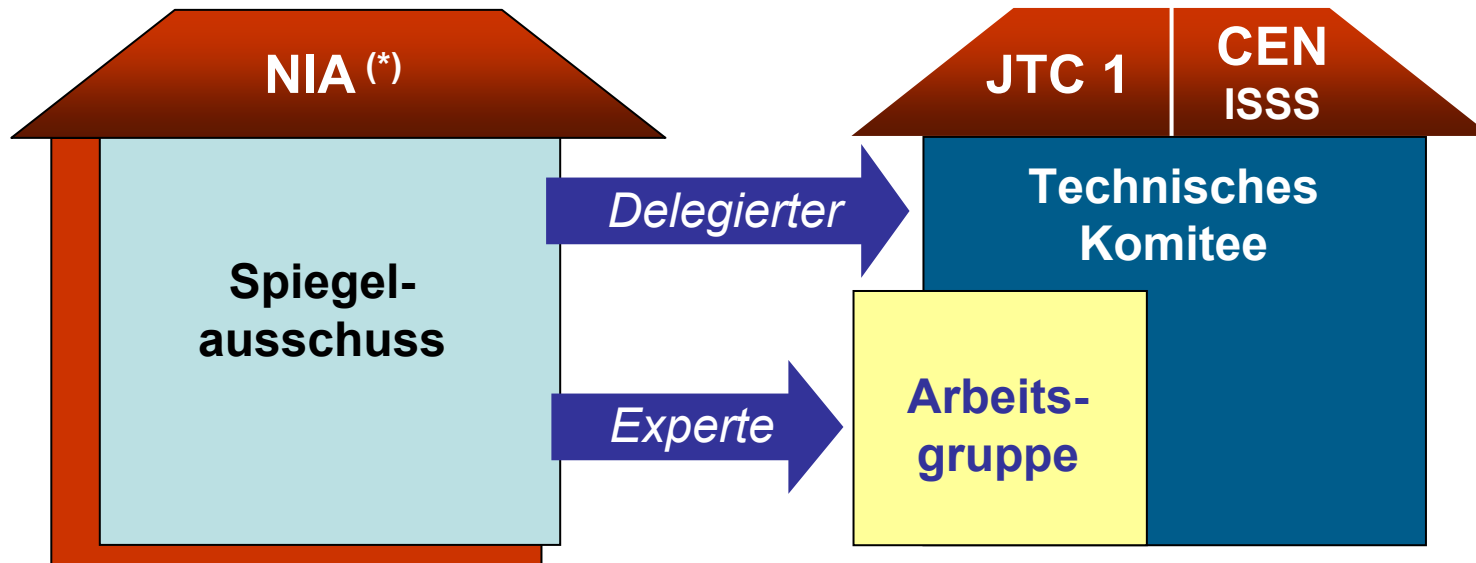 NIA (*)
JTC 1
CEN
ISSS
Delegierter
Technisches
Komitee
Spiegel-
ausschuss
Experte
Arbeits-
gruppe